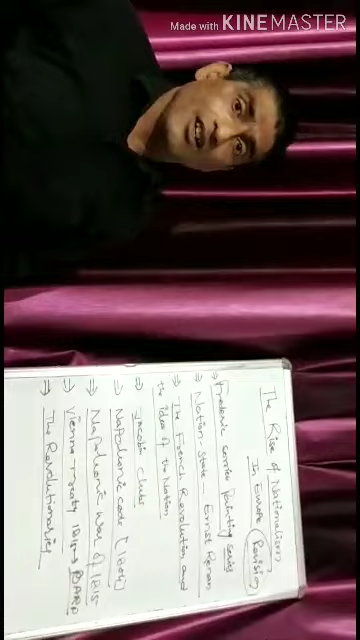 Made with KINEMASTER
The Rise of Nationalism
In Europe (Revision)
⇒ Frederic sorrieu painting series
⇒ Nation-state - Ernst Renan
⇒ The French Revolution and
the idea of the Nation
⇒ Jacobin Clubs
⇒ Napoleonic code (1804)
⇒ Napoleonic War of 1815
⇒ Vienna Treaty 1815
⇒ The Revolutionaries